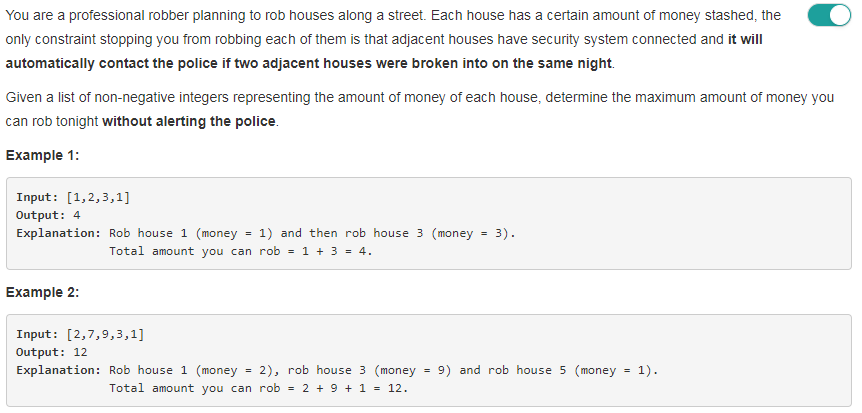 You are a professional robber planning to rob houses along a street. Each house has a certain amount of money stashed, the
only constraint stopping you from robbing each of them is that adjacent houses have security system connected and it will
automatically contact the police if two adjacent houses were broken into on the same night.
Given a list of non-negative integers representing the amount of money of each house, determine the maximum amount of money you
can rob tonight without alerting the police.
Example 1:
Input: [1,2,3,1]
Output: 4
Explanation: Rob house 1 (money = 1) and then rob house 3 (money = 3).
Total amount you can rob = 1 + 3 = 4.
Example 2:
Input: [2,7,9,3,1]
Output: 12
Explanation: Rob house 1 (money = 2), rob house 3 (money = 9) and rob house 5 (money = 1).
Total amount you can rob = 2 + 9 + 1 = 12.